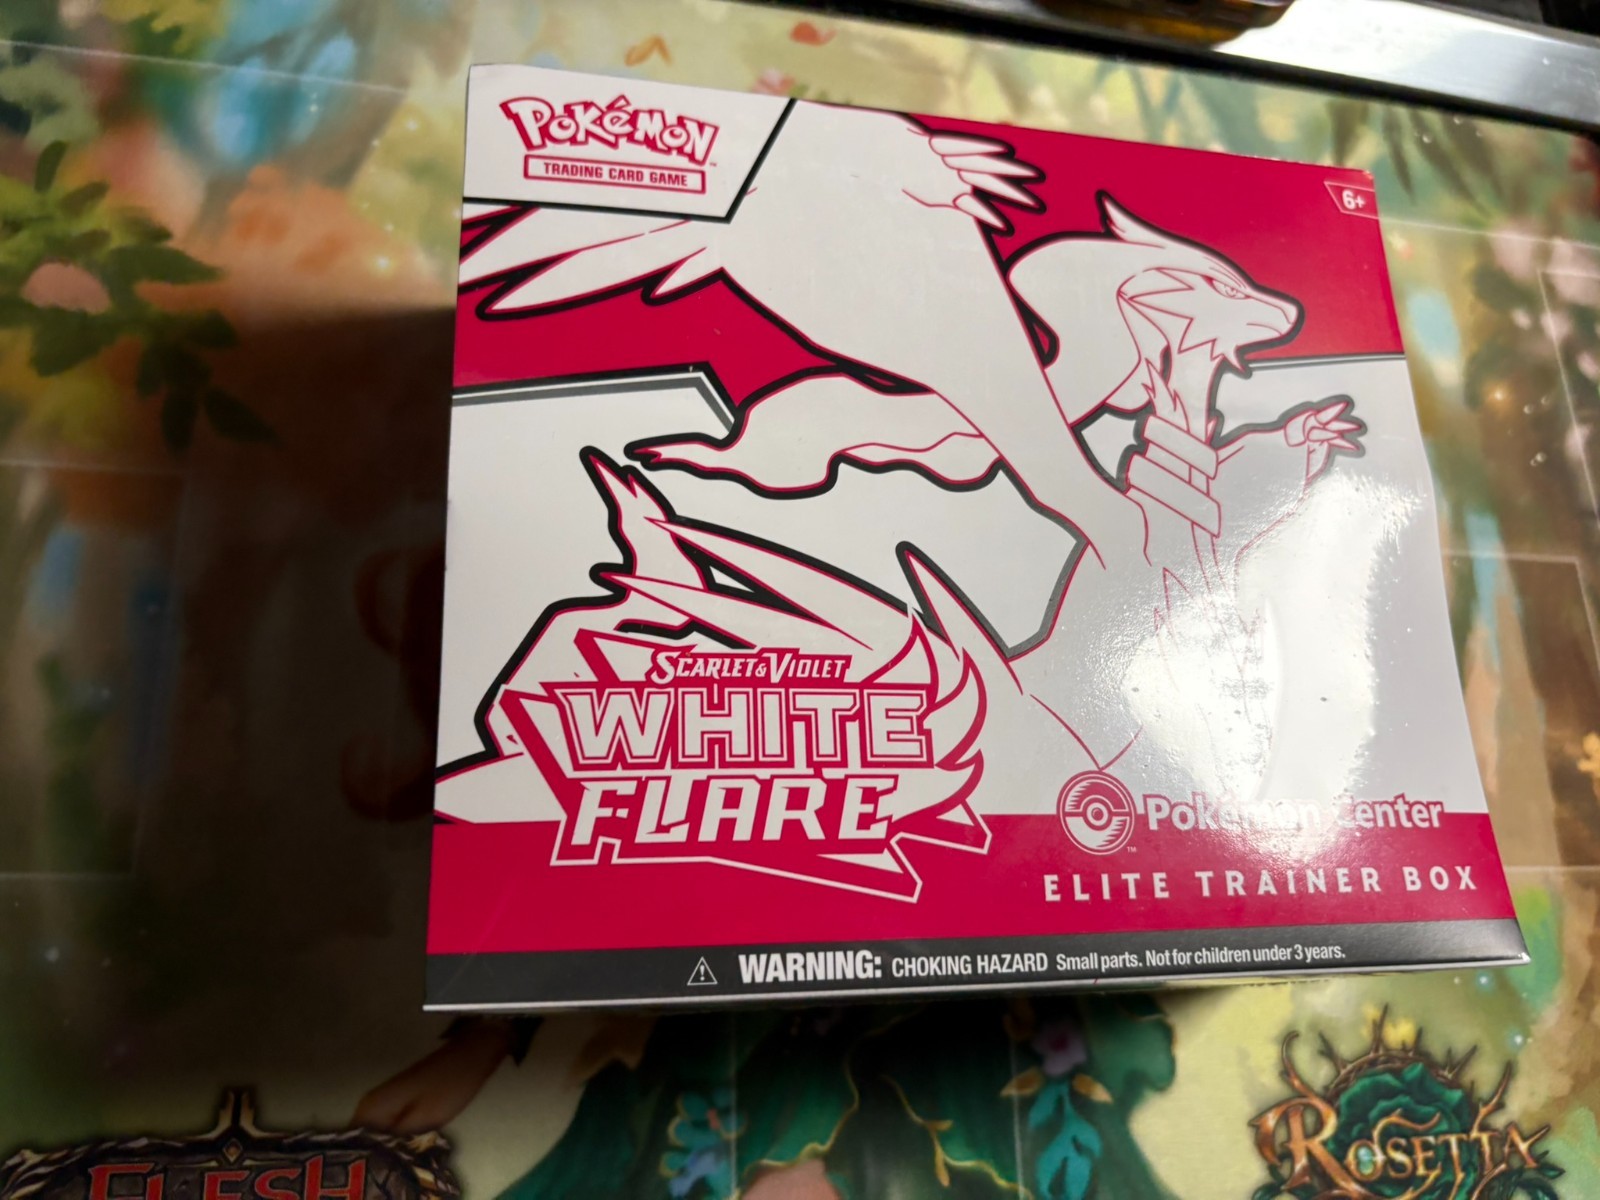 POKéMON
TRADING CARD GAME
6+
SCARLET & VIOLET
WHITE
FLARE
Pokémon Center
ELITE TRAINER BOX
WARNING: CHOKING HAZARD Small parts. Not for children under 3 years.
FLESH
ROSETTA